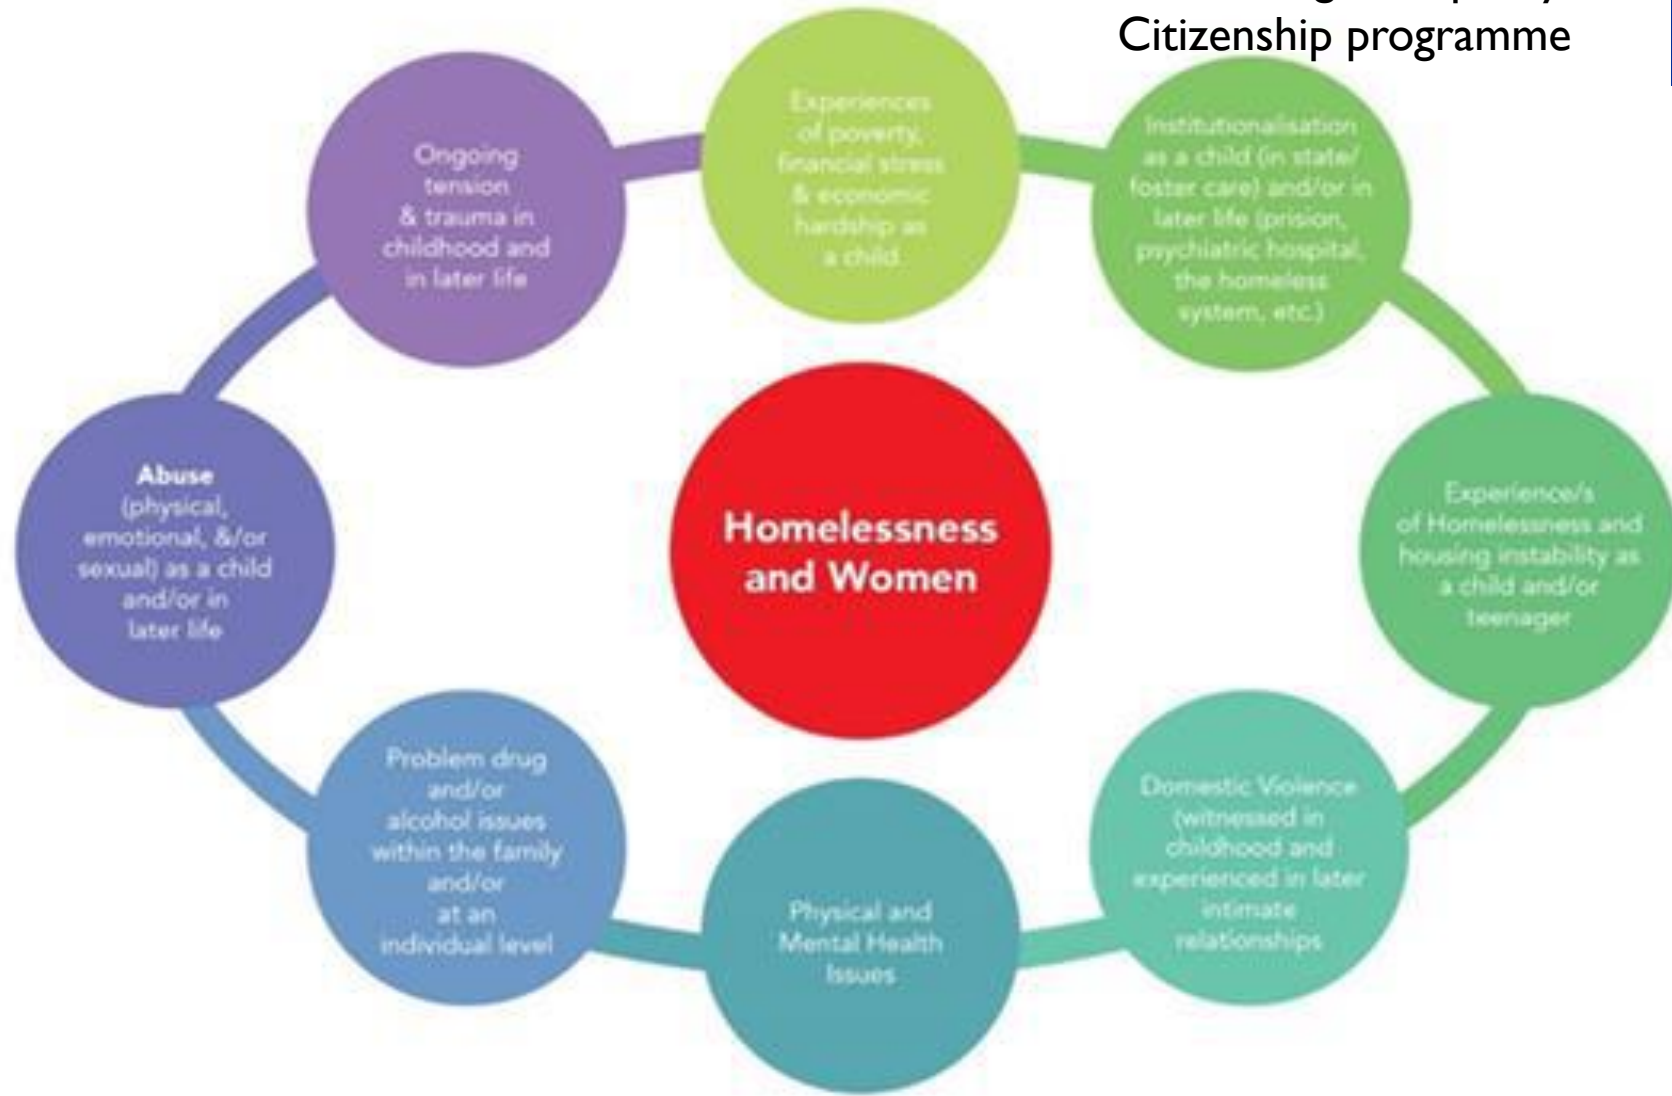 Citizenship programme
Experiences
of poverty,
financial stress
& economic
hardship as
a child
Institutionalisation
as a child (in state/
foster care) and/or in
later life (prision,
psychiatric hospital,
the homeless
system, etc.)
Experience/s
of Homelessness and
housing instability as
a child and/or
teenager
Domestic Violence
(witnessed in
childhood and
experienced in later
intimate
relationships
Physical and
Mental Health
Issues
Problem drug
and/or
alcohol issues
within the family
and/or
at an
individual level
Abuse
(physical,
emotional, &/or
sexual) as a child
and/or in
later life
Ongoing
tension
& trauma in
childhood and
in later life
Homelessness
and Women